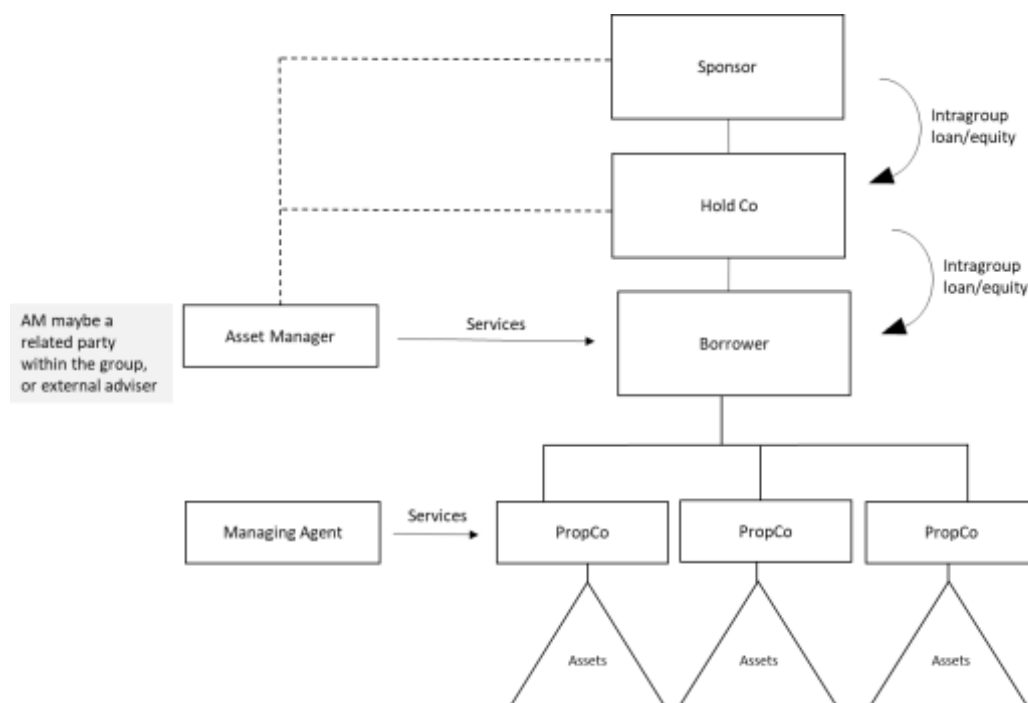 Sponsor
Intragroup
loan/equity
Hold Co
Intragroup
loan/equity
AM maybe a
related party
within the group,
or external adviser
Asset Manager
Services
Borrower
Managing Agent
Services
PropCo
PropCo
PropCo
Assets
Assets
Assets